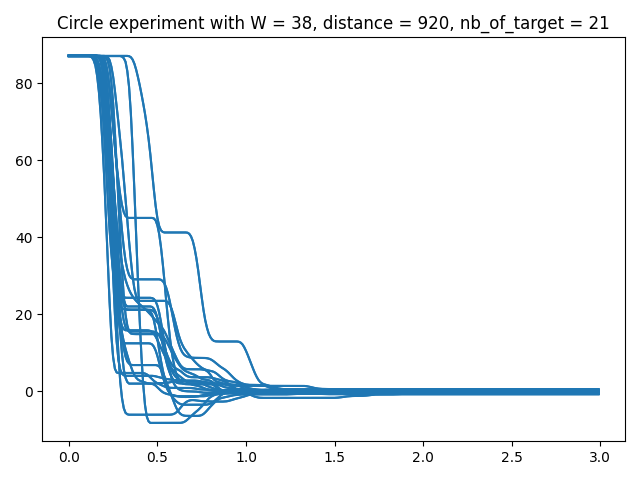 Circle experiment with W = 38, distance = 920, nb_of_target = 21
80
60
40
20
0
0.0 0.5 1.0 1.5 2.0 2.5 3.0